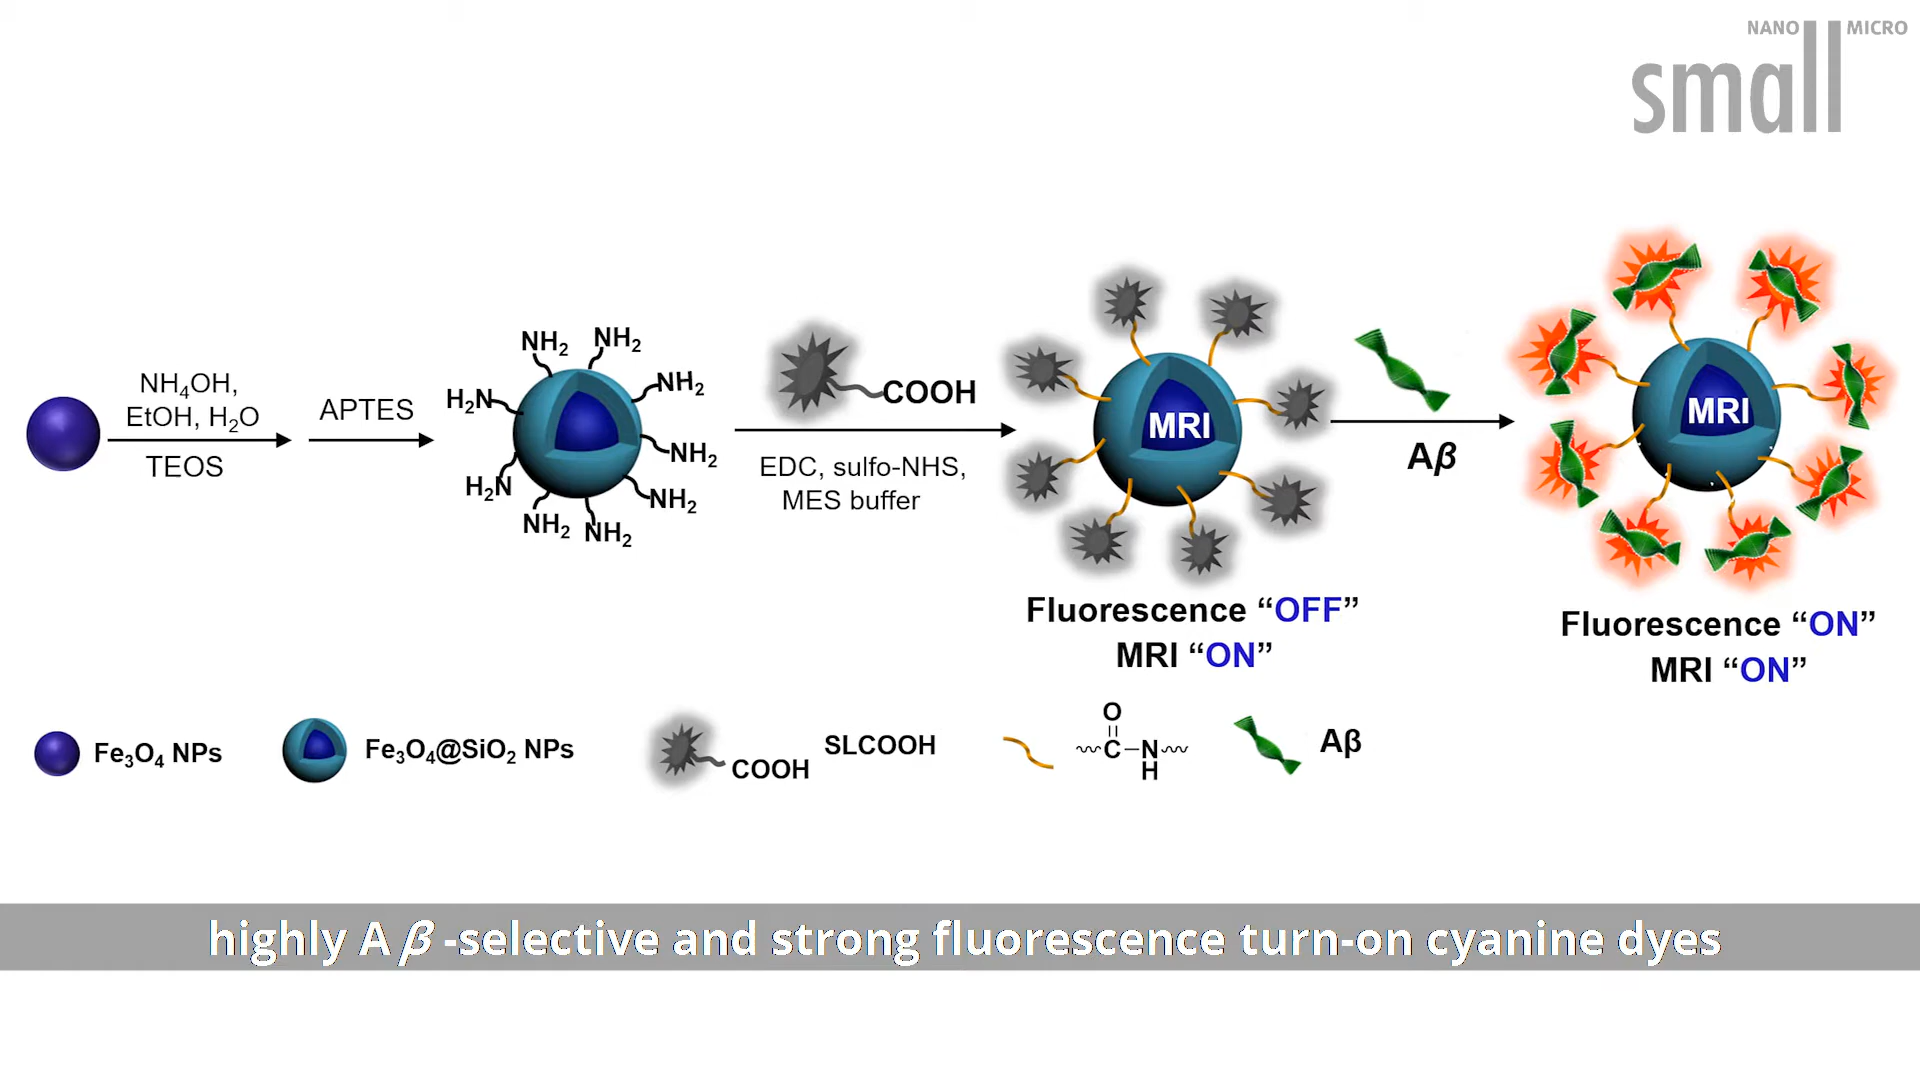 NANO MICRO
small
NH₄OH,
EtOH, H₂O
TEOS
APTES
NH₂
NH₂
H₂N
NH₂
NH₂
H₂N
NH₂
NH₂
NH₂
COOH
EDC, sulfo-NHS,
MES buffer
MRI
Aβ
MRI
Fluorescence “OFF”
MRI “ON”
Fluorescence “ON”
MRI “ON”
Fe₃O₄ NPs
Fe₃O₄@SiO₂ NPs
COOH
SLCOOH
O
C–N
H
Aβ
highly A β -selective and strong fluorescence turn-on cyanine dyes